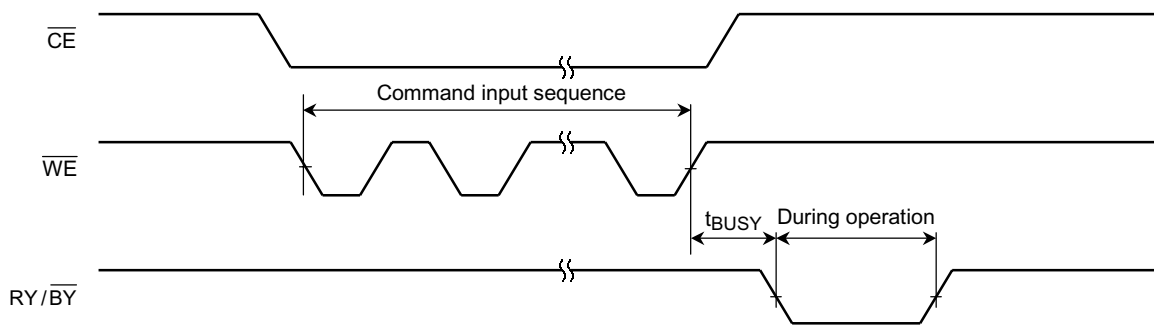 CE
Command input sequence
WE
tBUSY
During operation
RY/BY